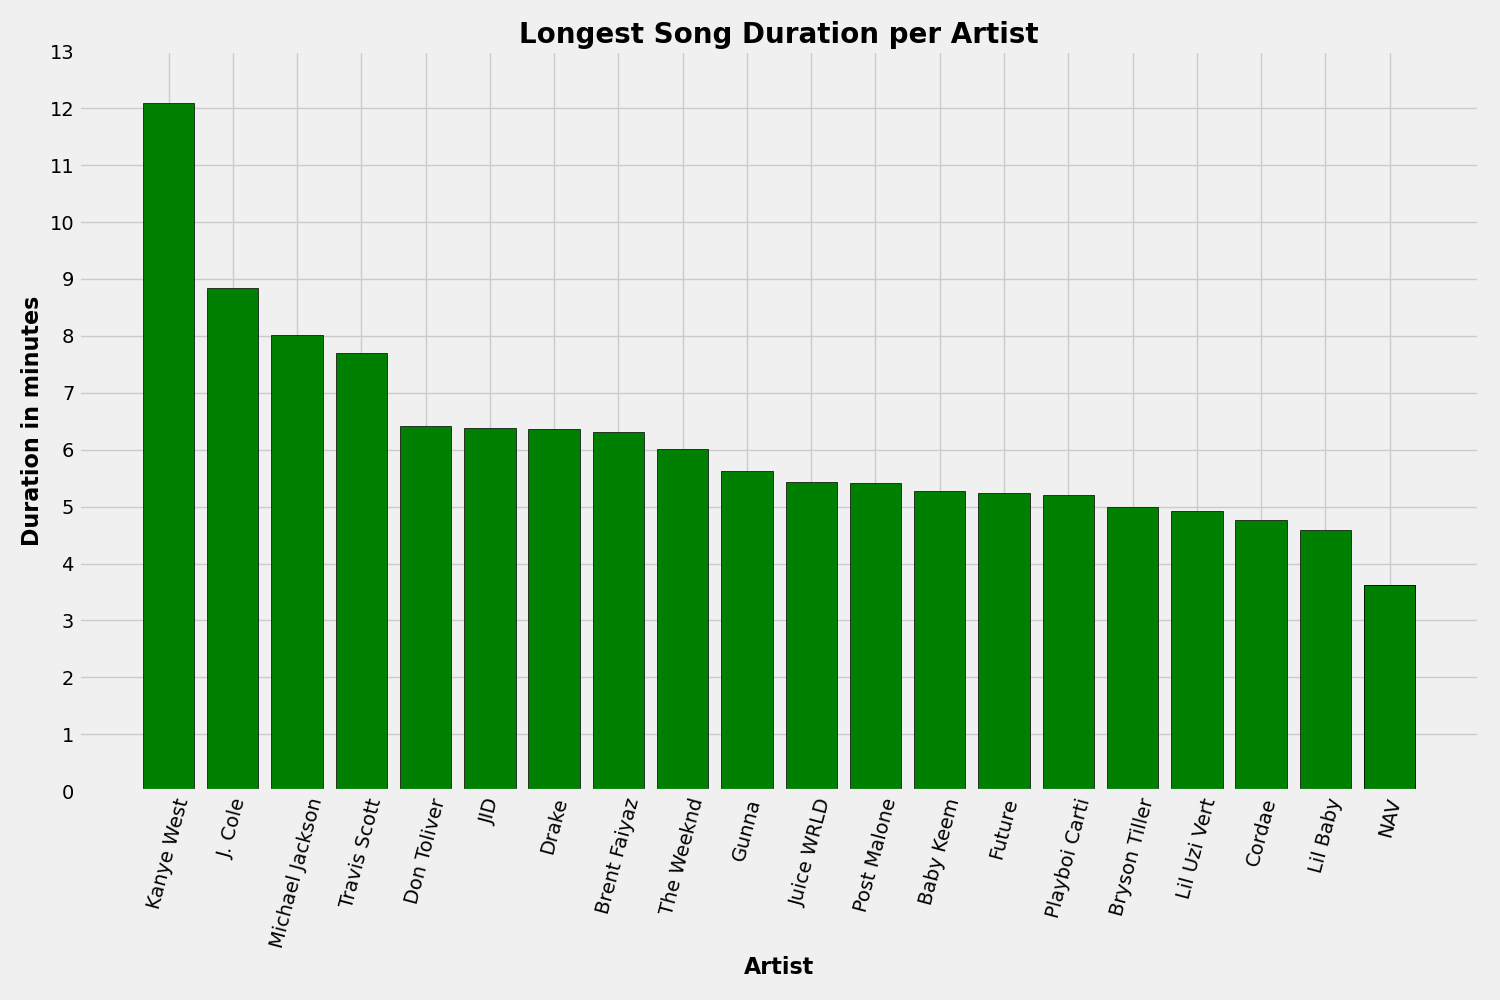 Longest Song Duration per Artist
Duration in minutes
13
12
11
10
9
8
7
6
5
4
3
2
1
0
Kanye West
J. Cole
Michael Jackson
Travis Scott
Don Toliver
JID
Drake
Brent Faiyaz
The Weeknd
Gunna
Juice WRLD
Post Malone
Baby Keem
Future
Playboi Carti
Bryson Tiller
Lil Uzi Vert
Cordae
Lil Baby
NAV
Artist